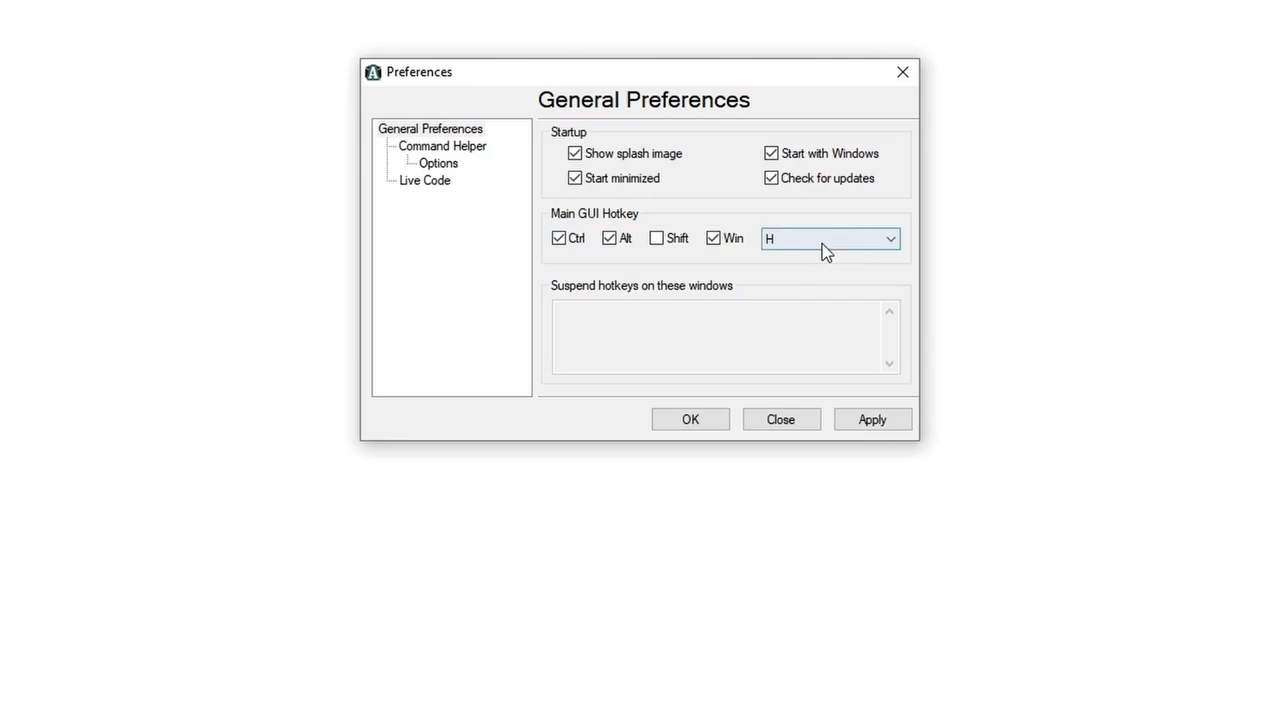 Preferences
General Preferences
General Preferences
Command Helper
Options
Live Code
Startup
Show splash image
Start with Windows
Start minimized
Check for updates
Main GUI Hotkey
Ctrl
Alt
Shift
Win
H
Suspend hotkeys on these windows
OK
Close
Apply